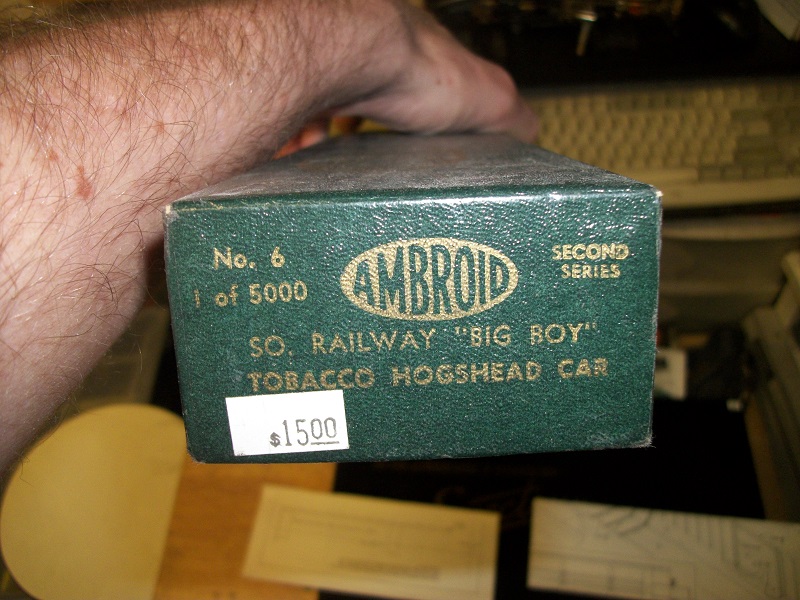 No. 6
1 of 5000
AMBROID
SECOND
SERIES
SO. RAILWAY "BIG BOY"
TOBACCO HOGSHEAD CAR
$1500